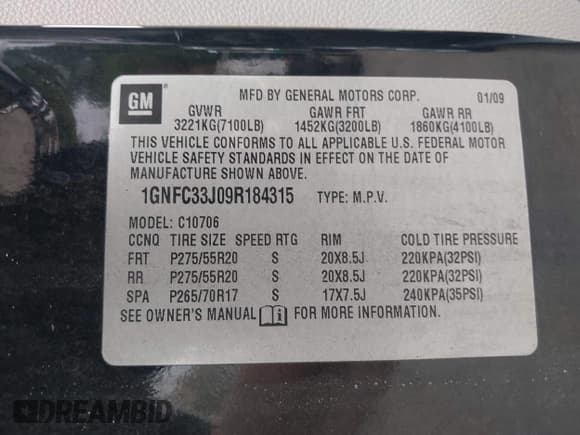 GM
MFD BY GENERAL MOTORS CORP. 01/09
GVWR GAWR FRT GAWR RR
3221KG(7100LB) 1452KG(3200LB) 1860KG(4100LB)
THIS VEHICLE CONFORMS TO ALL APPLICABLE U.S. FEDERAL MOTOR
VEHICLE SAFETY STANDARDS IN EFFECT ON THE DATE OF
MANUFACTURE SHOWN ABOVE.
1GNFC33J09R184315 TYPE: M.P.V.
MODEL: C10706
CCNQ TIRE SIZE SPEED RTG RIM COLD TIRE PRESSURE
FRT P275/55R20 S 20X8.5J 220KPA(32PSI)
RR P275/55R20 S 20X8.5J 220KPA(32PSI)
SPA P265/70R17 S 17X7.5J 240KPA(35PSI)
SEE OWNER'S MANUAL FOR MORE INFORMATION.
DREAMBID